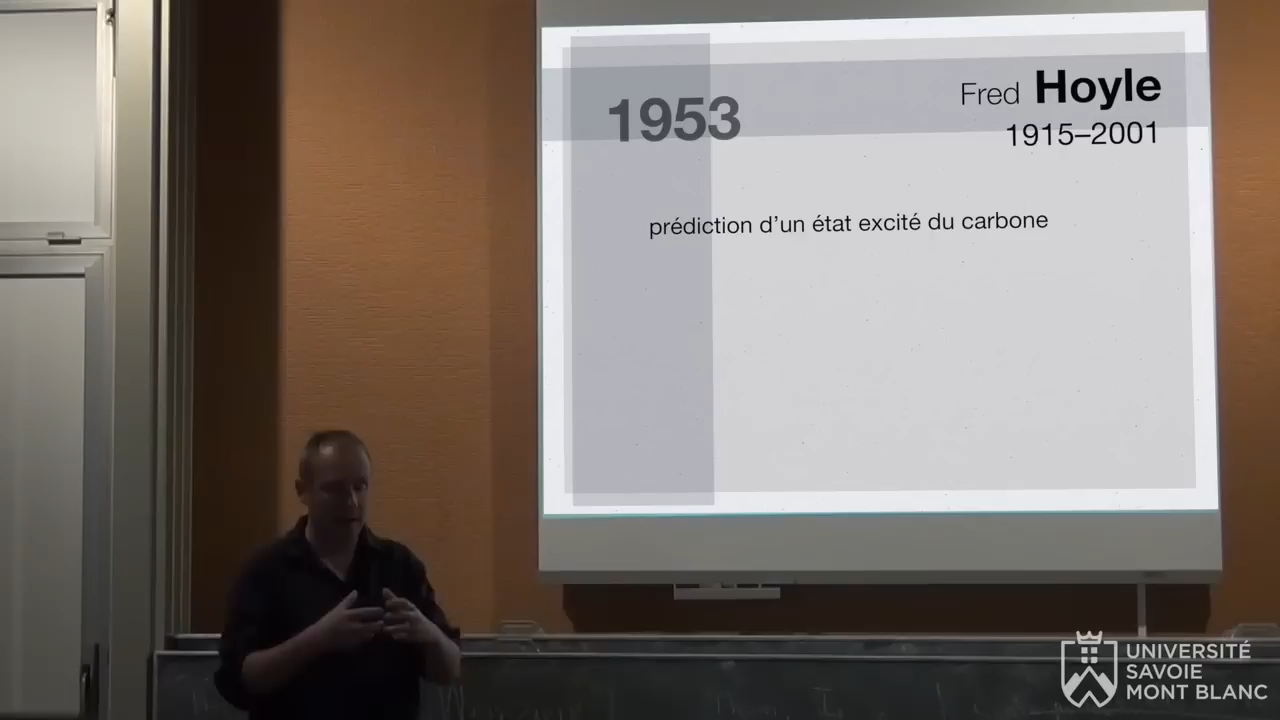 1953
Fred Hoyle
1915–2001
prédiction d'un état excité du carbone
UNIVERSITÉ
SAVOIE
MONT BLANC